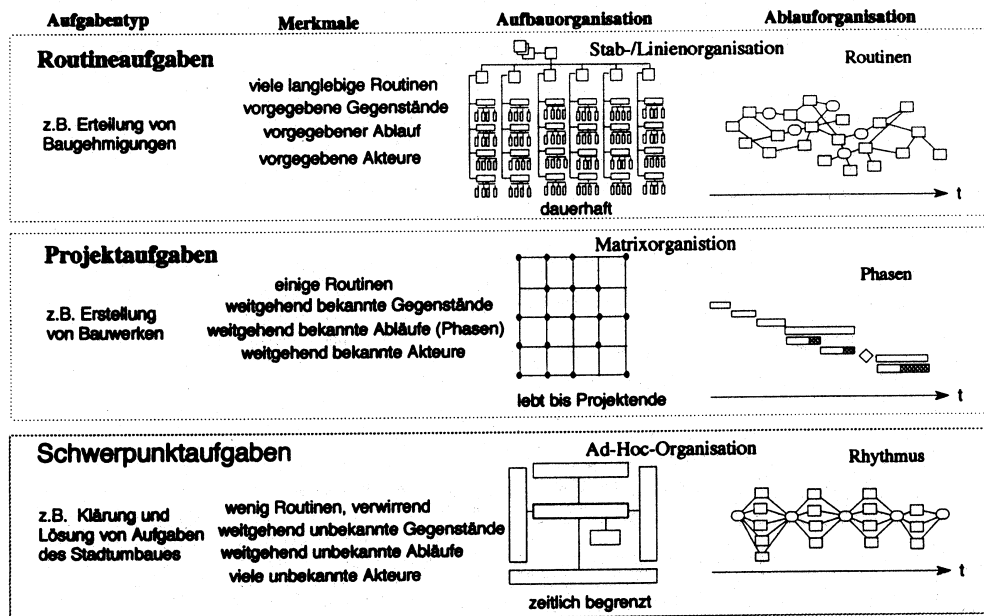 Aufgabentyp Merkmale Aufbauorganisation Ablauforganisation
Routineaufgaben
z.B. Erteilung von
Baugehmigungen
viele langlebige Routinen
vorgegebene Gegenstände
vorgegebener Ablauf
vorgegebene Akteure
Stab-/Linienorganisation
dauerhaft
Routinen
t
Projektaufgaben
z.B. Erstellung
von Bauwerken
einige Routinen
weitgehend bekannte Gegenstände
weitgehend bekannte Abläufe (Phasen)
weitgehend bekannte Akteure
Matrixorganistion
lebt bis Projektende
Phasen
t
Schwerpunktaufgaben
z.B. Klärung und
Lösung von Aufgaben
des Stadtumbaues
wenig Routinen, verwirrend
weitgehend unbekannte Gegenstände
weitgehend unbekannte Abläufe
viele unbekannte Akteure
Ad-Hoc-Organisation
zeitlich begrenzt
Rhythmus
t